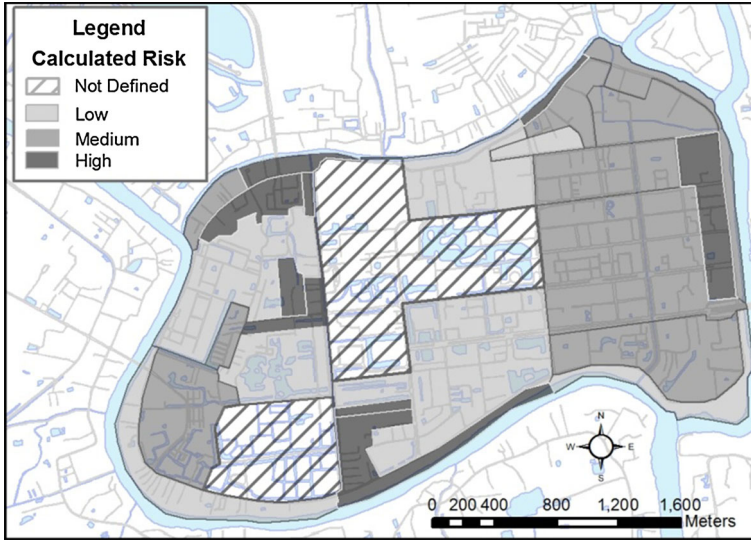 Legend
Calculated Risk
Not Defined
Low
Medium
High
N
W E
S
0 200 400 800 1,200 1,600
Meters